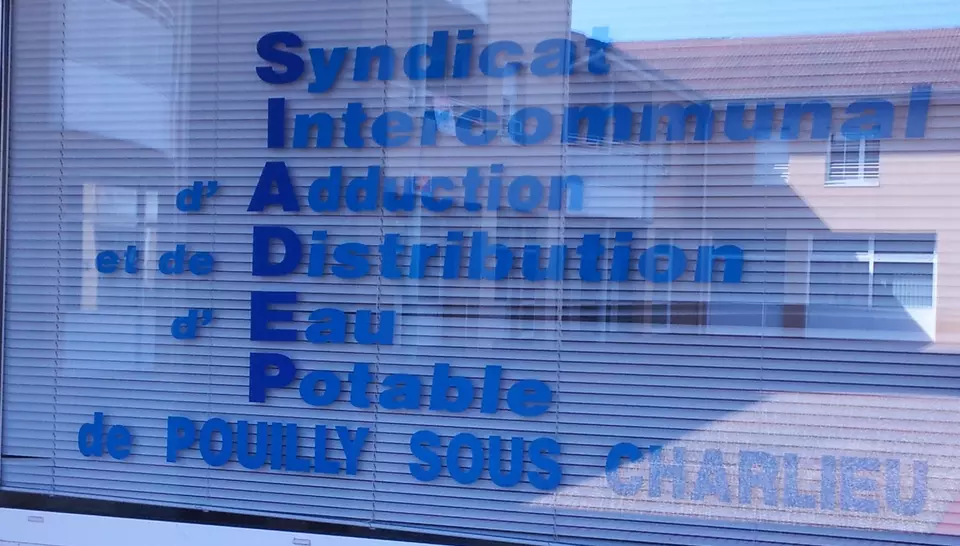 Syndicat
Intercommunal
d' Adduction
et de Distribution
d' Eau
Potable
de POUILLY SOUS CHARLIEU